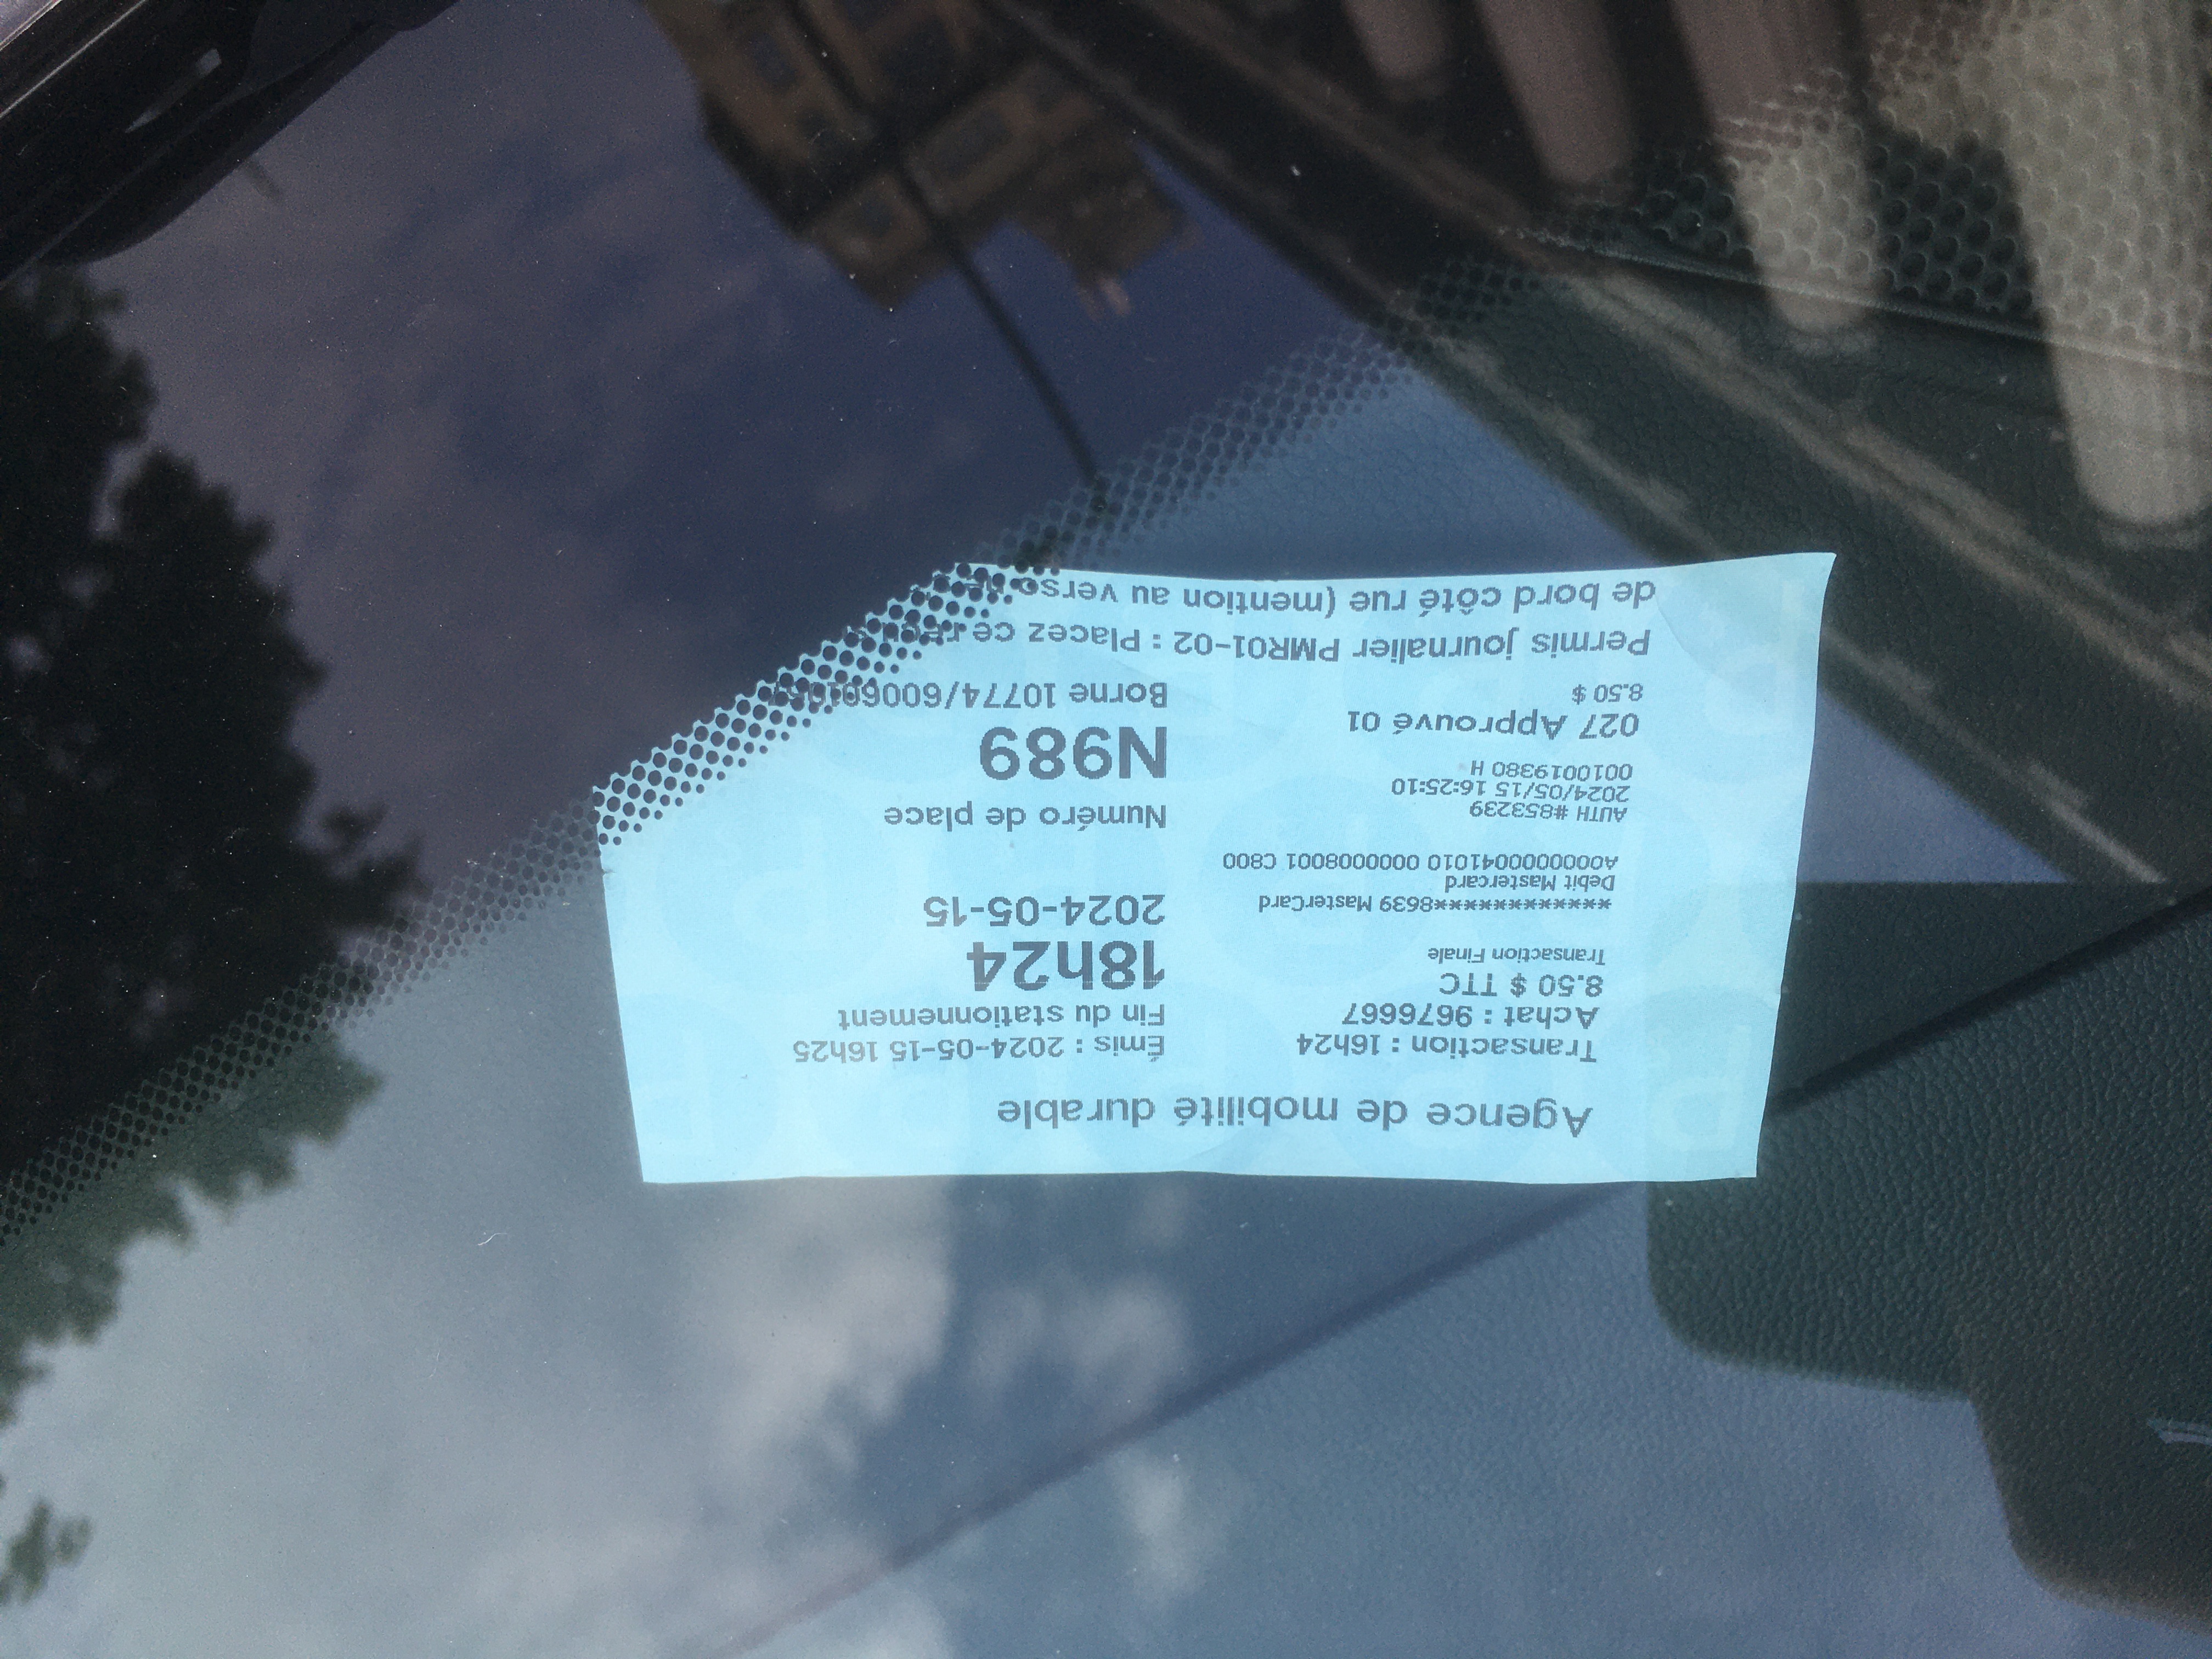 Agence de mobilité durable
Transaction : 16h24
Achat : 9676667
8.50 $ TTC
Transaction Finale
**************8639 MasterCard
Debit Mastercard
A0000000041010 0000008001 C800
AUTH #853239
2024/05/15 16:25:10
0010019380 H
027 Approuvé 01
8.50 $
Émis : 2024-05-15 16h25
Fin du stationnement
18h24
2024-05-15
Numéro de place
N989
Borne 10774/
Permis journalier PMR01-02 : Placez ce
de bord côté rue (mention au verso